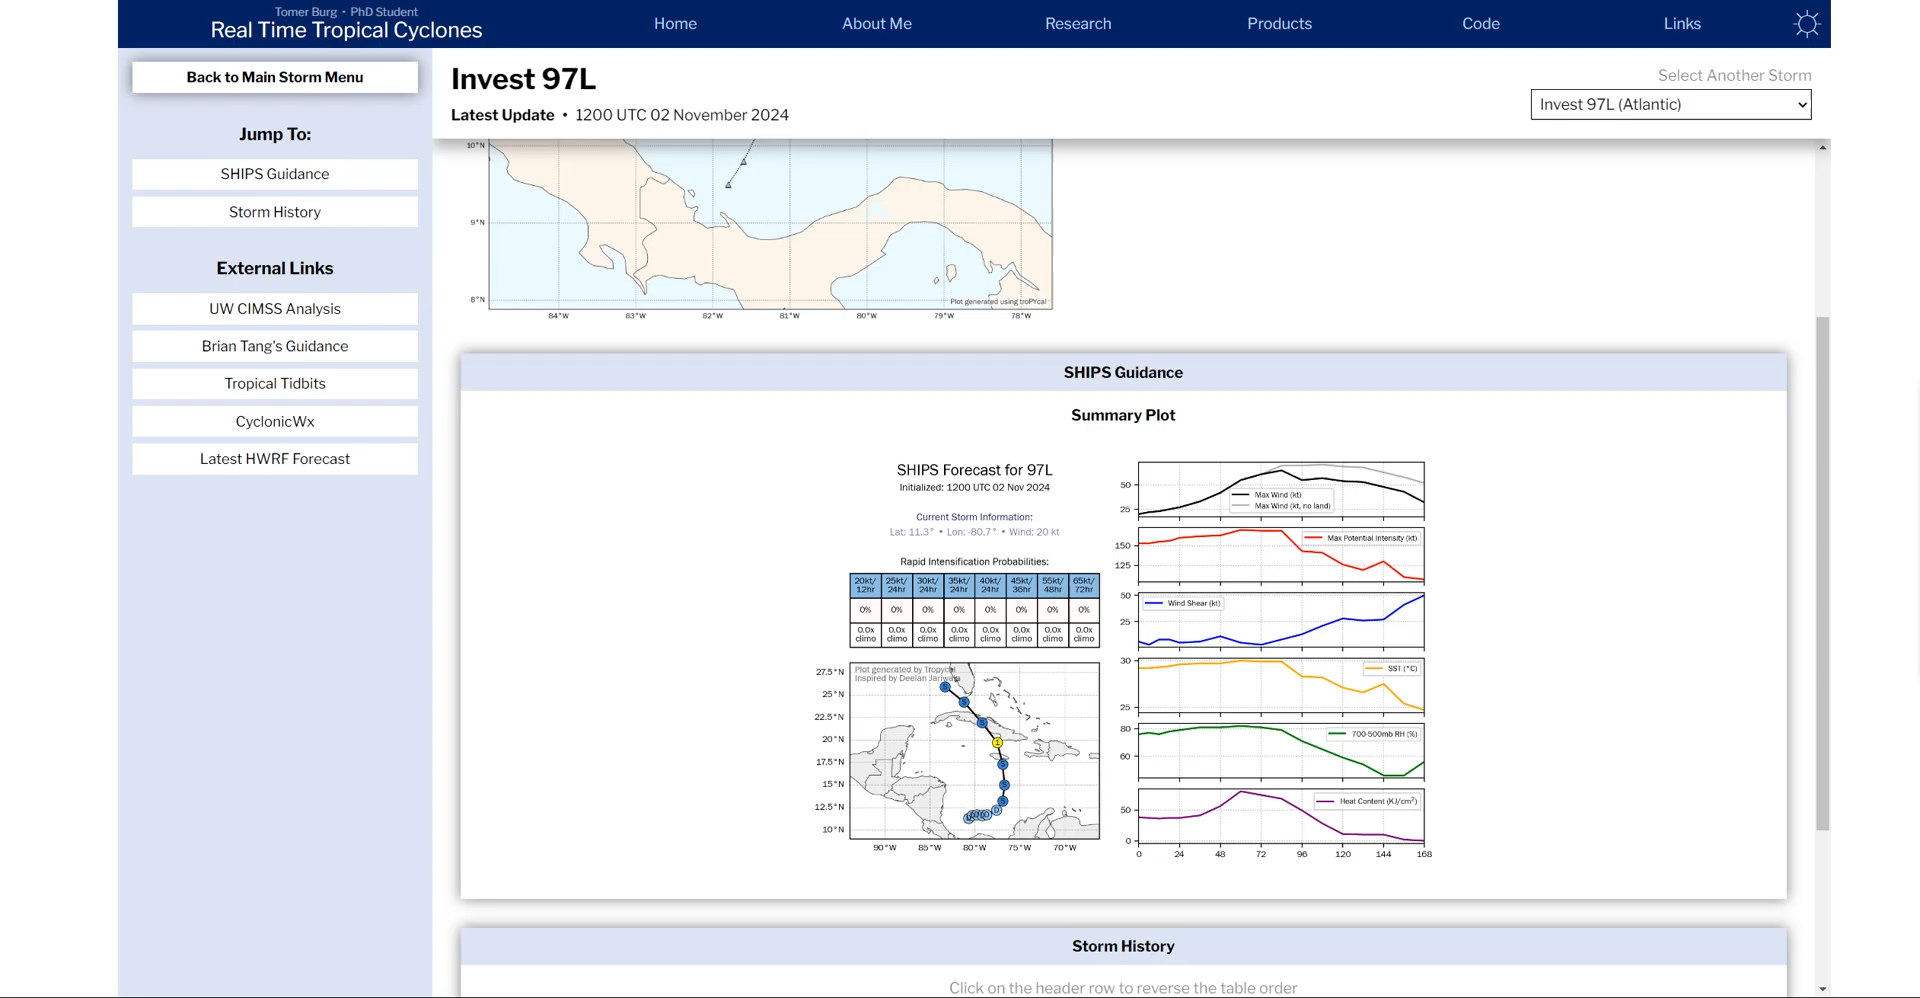 Tomer Burg • PhD Student
Real Time Tropical Cyclones
Home
About Me
Research
Products
Code
Links
Back to Main Storm Menu
Jump To:
SHIPS Guidance
Storm History
External Links
UW CIMSS Analysis
Brian Tang's Guidance
Tropical Tidbits
CyclonicWx
Latest HWRF Forecast
Invest 97L
Latest Update • 1200 UTC 02 November 2024
Select Another Storm
Invest 97L (Atlantic)
10°N
9°N
8°N
84°W 83°W 82°W 81°W 80°W 79°W 78°W
Plot generated using troPYcal
SHIPS Guidance
Summary Plot
SHIPS Forecast for 97L
Initialized: 1200 UTC 02 Nov 2024
Current Storm Information:
Lat: 11.3° • Lon: -80.7° • Wind: 20 kt
Rapid Intensification Probabilities:
20kt/ 25kt/ 30kt/ 35kt/ 40kt/ 45kt/ 55kt/ 65kt/
12hr 24hr 24hr 24hr 24hr 36hr 48hr 72hr
0% 0% 0% 0% 0% 0% 0% 0%
0.0x 0.0x 0.0x 0.0x 0.0x 0.0x 0.0x 0.0x
climo climo climo climo climo climo climo climo
Plot generated by Tropycal
Inspired by Deelan Jariwala
27.5°N
25°N
22.5°N
20°N
17.5°N
15°N
12.5°N
10°N
90°W 85°W 80°W 75°W 70°W
S
S
S
1
S
S
S
D
50
25
Max Wind (kt)
Max Wind (kt, no land)
150
125
Max Potential Intensity (kt)
50
25
Wind Shear (kt)
30
25
SST (°C)
80
60
700-500mb RH (%)
50
0
Heat Content (KJ/cm²)
0 24 48 72 96 120 144 168
Storm History
Click on the header row to reverse the table order